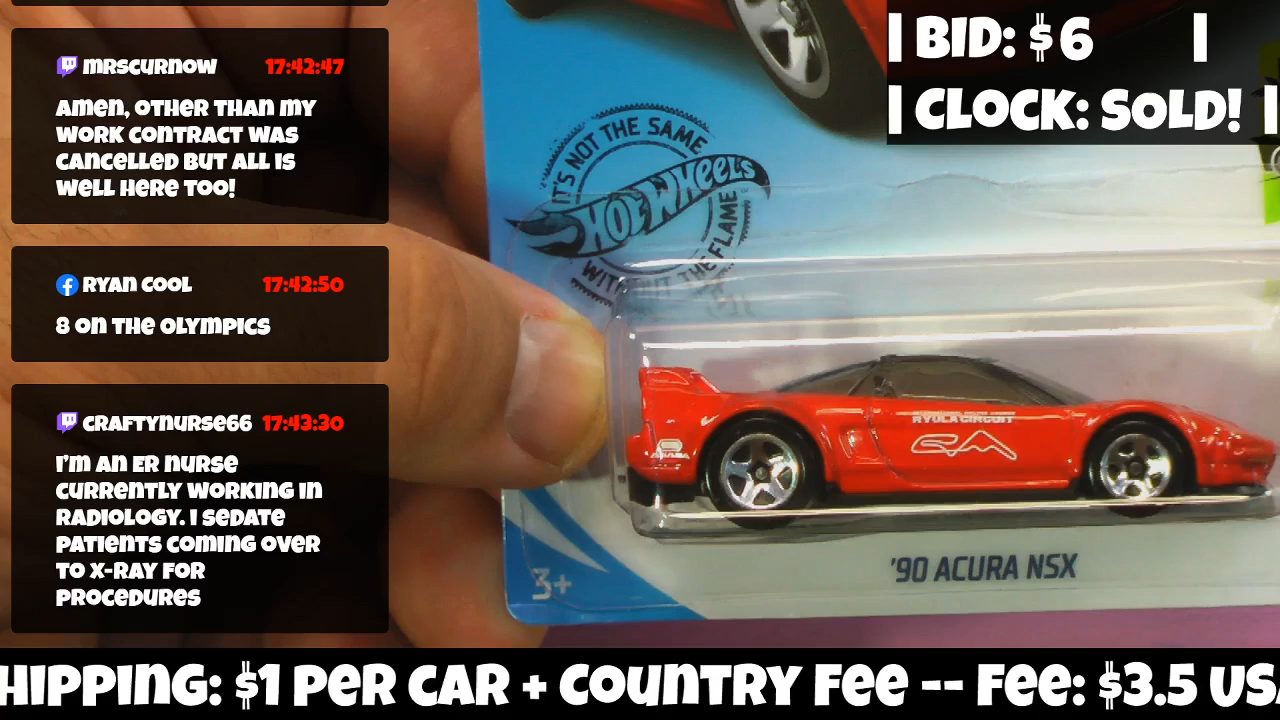 mrscurnow 17:42:47
Amen, other than my
work contract was
cancelled but all is
well here too!
Ryan Cool 17:42:50
8 on the Olympics
craftynurse66 17:43:30
I'm an ER nurse
currently working in
radiology. I sedate
patients coming over
to x-ray for
procedures
| BID: $6 |
| CLOCK: SOLD! |
IT'S NOT THE SAME
Hot Wheels
WITHOUT THE FLAME
RYUUA CIRCUIT
'90 ACURA NSX
3+
HIPPING: $1 PER CAR + COUNTRY FEE -- FEE: $3.5 US